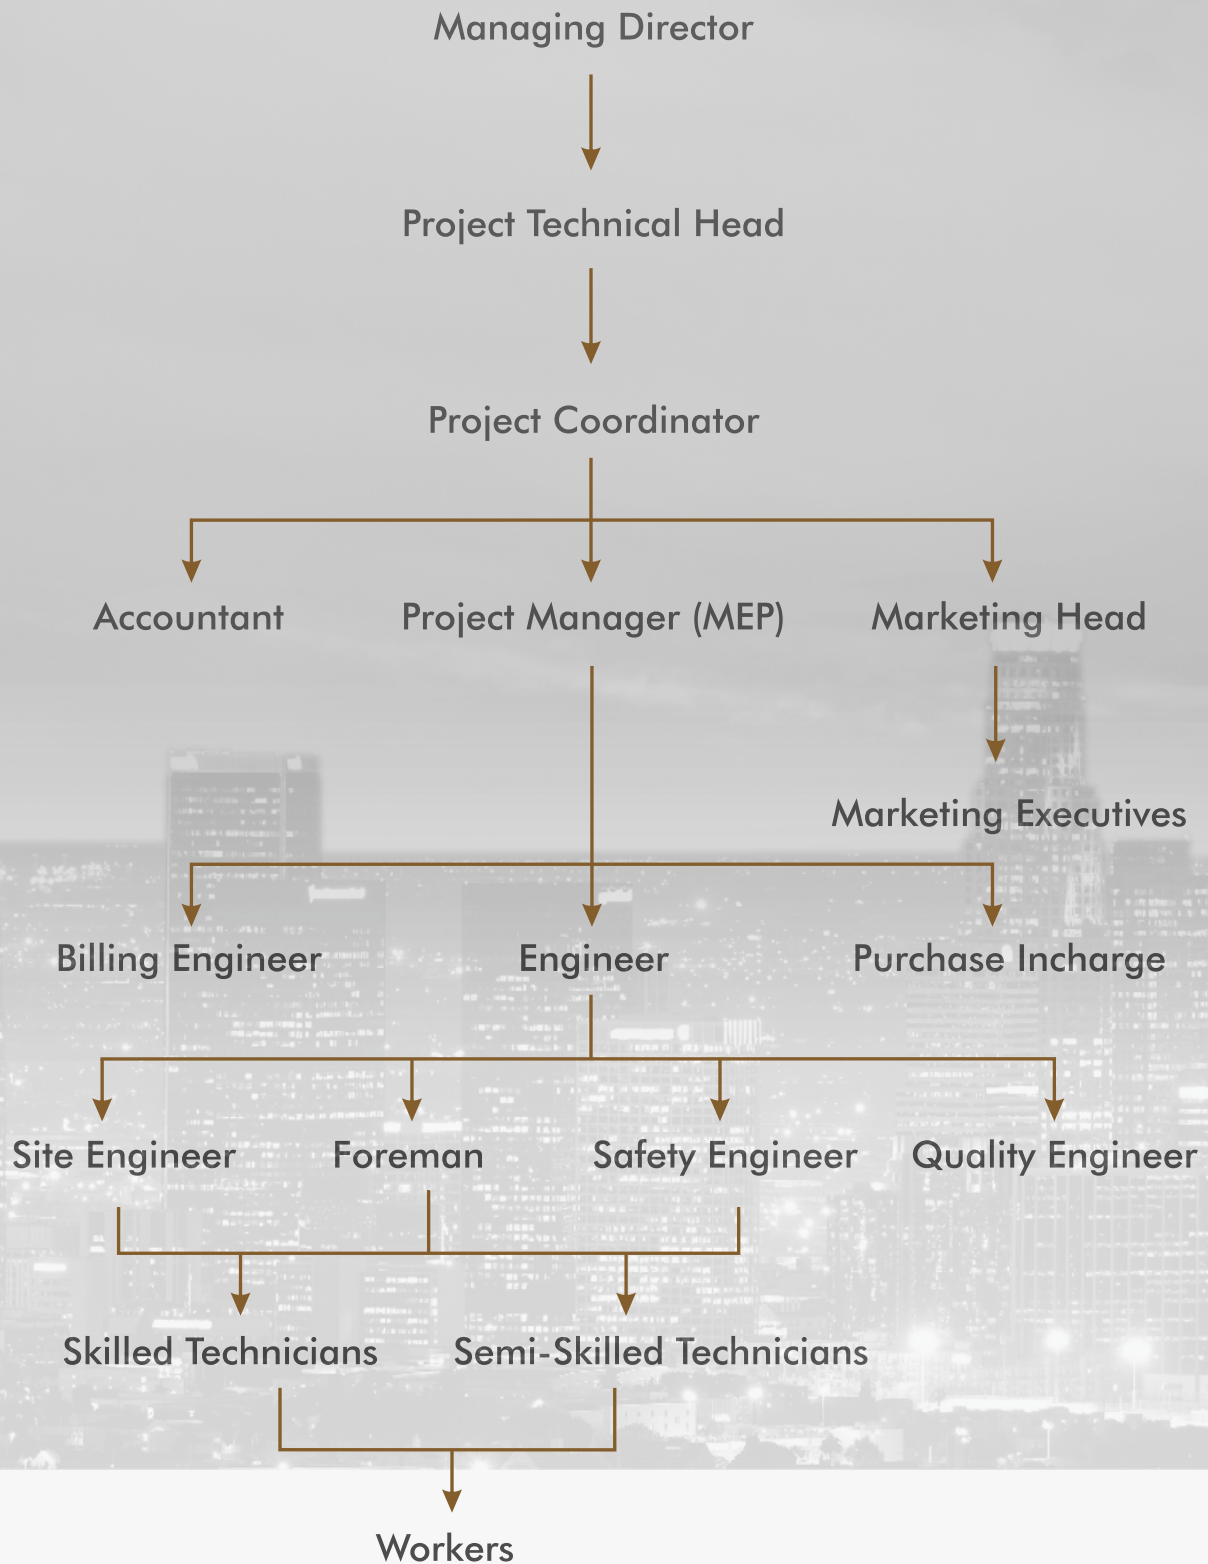 Managing Director
Project Technical Head
Project Coordinator
Accountant
Project Manager (MEP)
Marketing Head
Marketing Executives
Billing Engineer
Engineer
Purchase Incharge
Site Engineer
Foreman
Safety Engineer
Quality Engineer
Skilled Technicians
Semi-Skilled Technicians
Workers